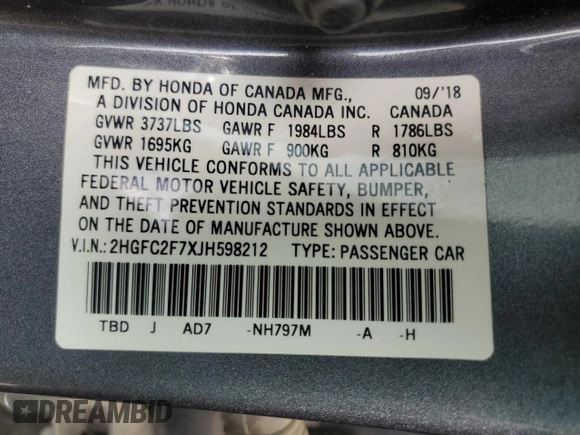 MFD. BY HONDA OF CANADA MFG., 09/'18
A DIVISION OF HONDA CANADA INC. CANADA
GVWR 3737LBS GAWR F 1984LBS R 1786LBS
GVWR 1695KG GAWR F 900KG R 810KG
THIS VEHICLE CONFORMS TO ALL APPLICABLE
FEDERAL MOTOR VEHICLE SAFETY, BUMPER,
AND THEFT PREVENTION STANDARDS IN EFFECT
ON THE DATE OF MANUFACTURE SHOWN ABOVE.
V.I.N.: 2HGFC2F7XJH598212 TYPE: PASSENGER CAR
TBD J AD7 -NH797M -A -H
DREAMBID